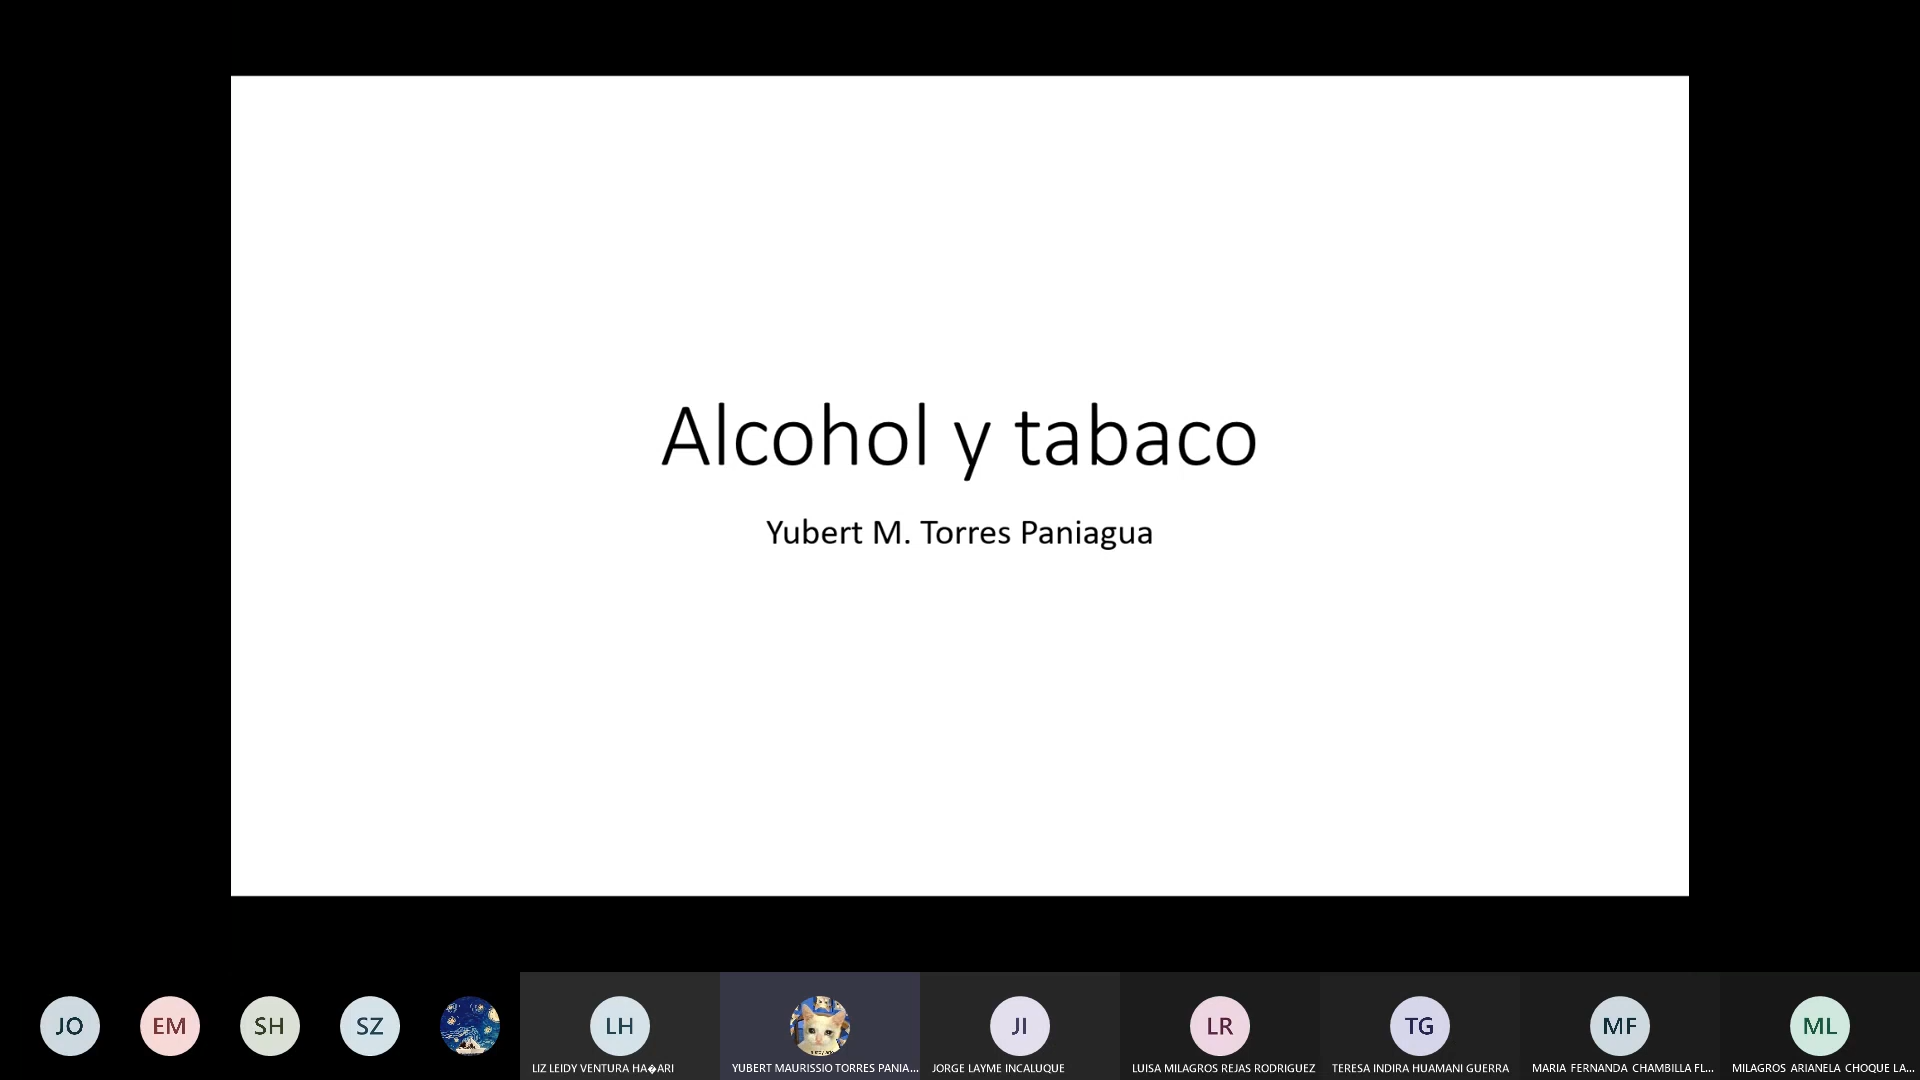 Alcohol y tabaco
Yubert M. Torres Paniagua
JO
EM
SH
SZ
LH
JI
LR
TG
MF
ML
LIZ LEIDY VENTURA HA�ARI
YUBERT MAURISSIO TORRES PANIA...
JORGE LAYME INCALUQUE
LUISA MILAGROS REJAS RODRIGUEZ
TERESA INDIRA HUAMANI GUERRA
MARIA FERNANDA CHAMBILLA FL...
MILAGROS ARIANELA CHOQUE LA...